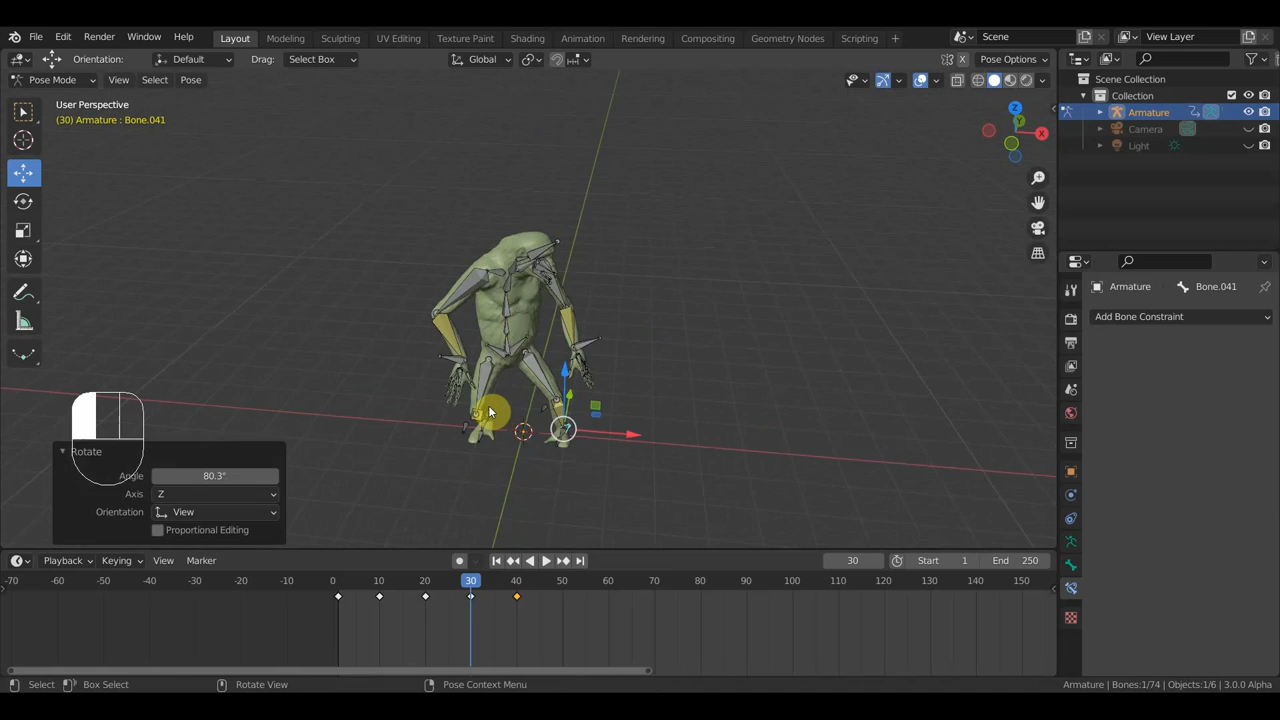 File Edit Render Window Help Layout Modeling Sculpting UV Editing Texture Paint Shading Animation Rendering Compositing Geometry Nodes Scripting + Scene View Layer
Orientation: Default Drag: Select Box Global X Pose Options
Pose Mode View Select Pose
User Perspective
(30) Armature : Bone.041
Z
Y
X
Scene Collection
Collection
Armature
Camera
Light
Armature Bone.041
Add Bone Constraint
Rotate
Angle 80.3°
Axis Z
Orientation View
Proportional Editing
Playback Keying View Marker 30 Start 1 End 250
-70 -60 -50 -40 -30 -20 -10 0 10 20 30 40 50 60 70 80 90 100 110 120 130 140 150
Select Box Select Rotate View Pose Context Menu Armature | Bones:1/74 | Objects:1/6 | 3.0.0 Alpha